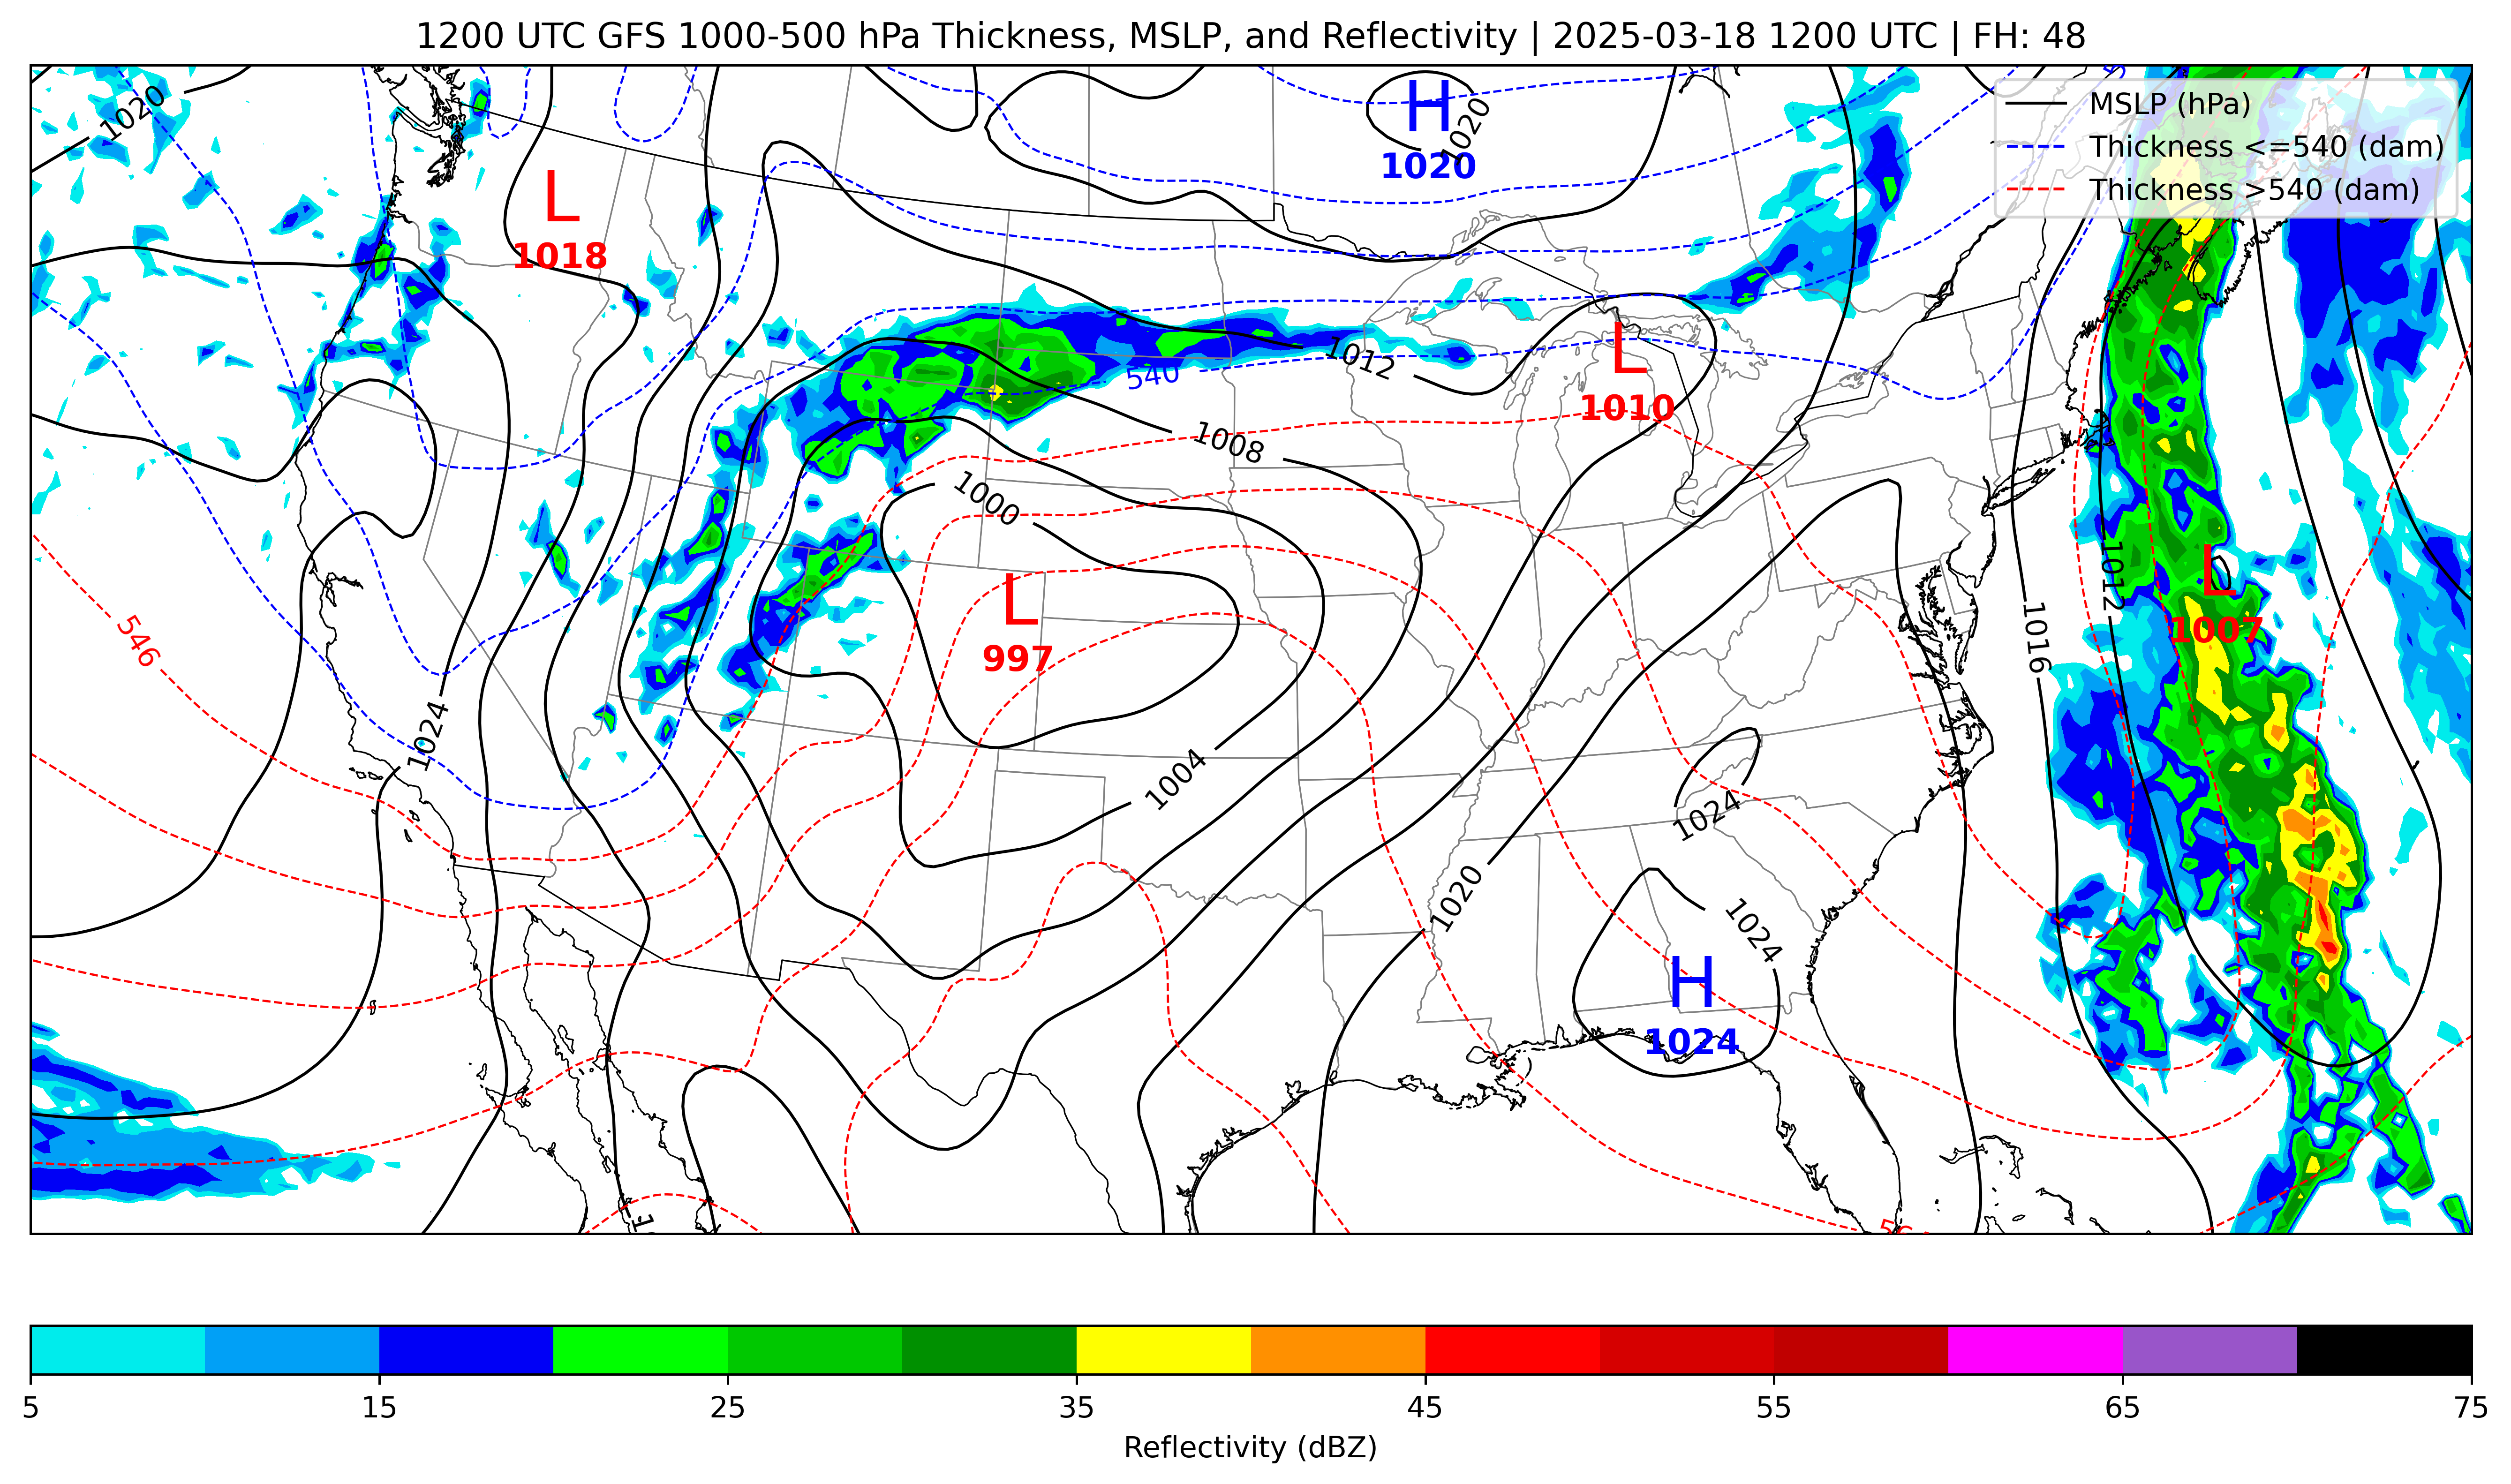 1200 UTC GFS 1000-500 hPa Thickness, MSLP, and Reflectivity | 2025-03-18 1200 UTC | FH: 48
MSLP (hPa)
Thickness <=540 (dam)
Thickness >540 (dam)
1020
H
1020
1020
L
1018
1012
L
1010
540
1008
1000
L
997
1012
L
1007
1016
546
1024
1004
1024
1020
1024
H
1024
5 15 25 35 45 55 65 75
Reflectivity (dBZ)